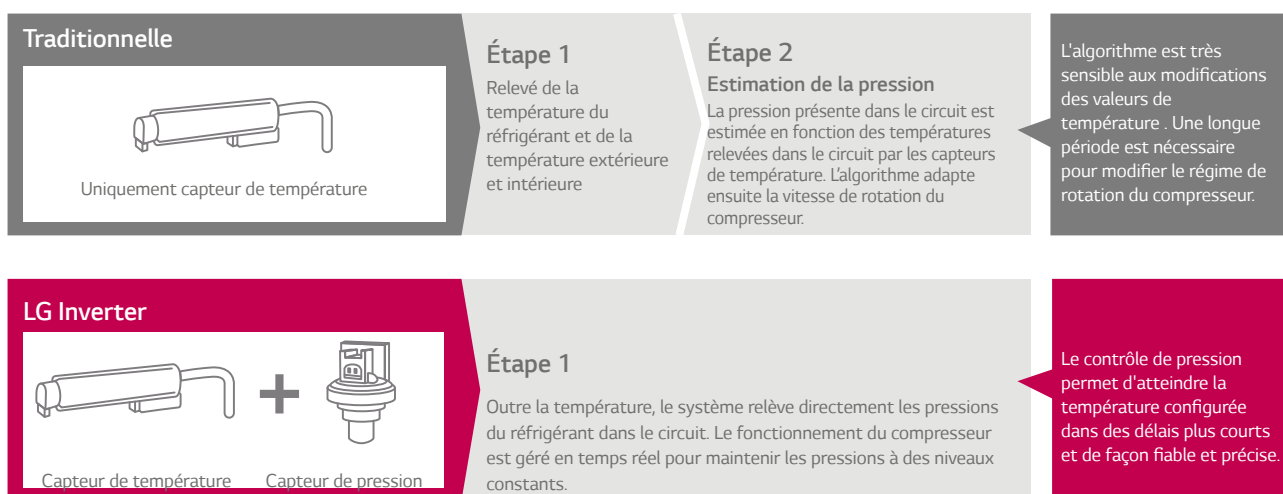 Traditionnelle
Uniquement capteur de température
Étape 1
Relevé de la
température du
réfrigérant et de la
température extérieure
et intérieure
Étape 2
Estimation de la pression
La pression présente dans le circuit est
estimée en fonction des températures
relevées dans le circuit par les capteurs
de température. L'algorithme adapte
ensuite la vitesse de rotation du
compresseur.
L'algorithme est très
sensible aux modifications
des valeurs de
température . Une longue
période est nécessaire
pour modifier le régime de
rotation du compresseur.
LG Inverter
Capteur de température
Capteur de pression
Étape 1
Outre la température, le système relève directement les pressions
du réfrigérant dans le circuit. Le fonctionnement du compresseur
est géré en temps réel pour maintenir les pressions à des niveaux
constants.
Le contrôle de pression
permet d'atteindre la
température configurée
dans des délais plus courts
et de façon fiable et précise.